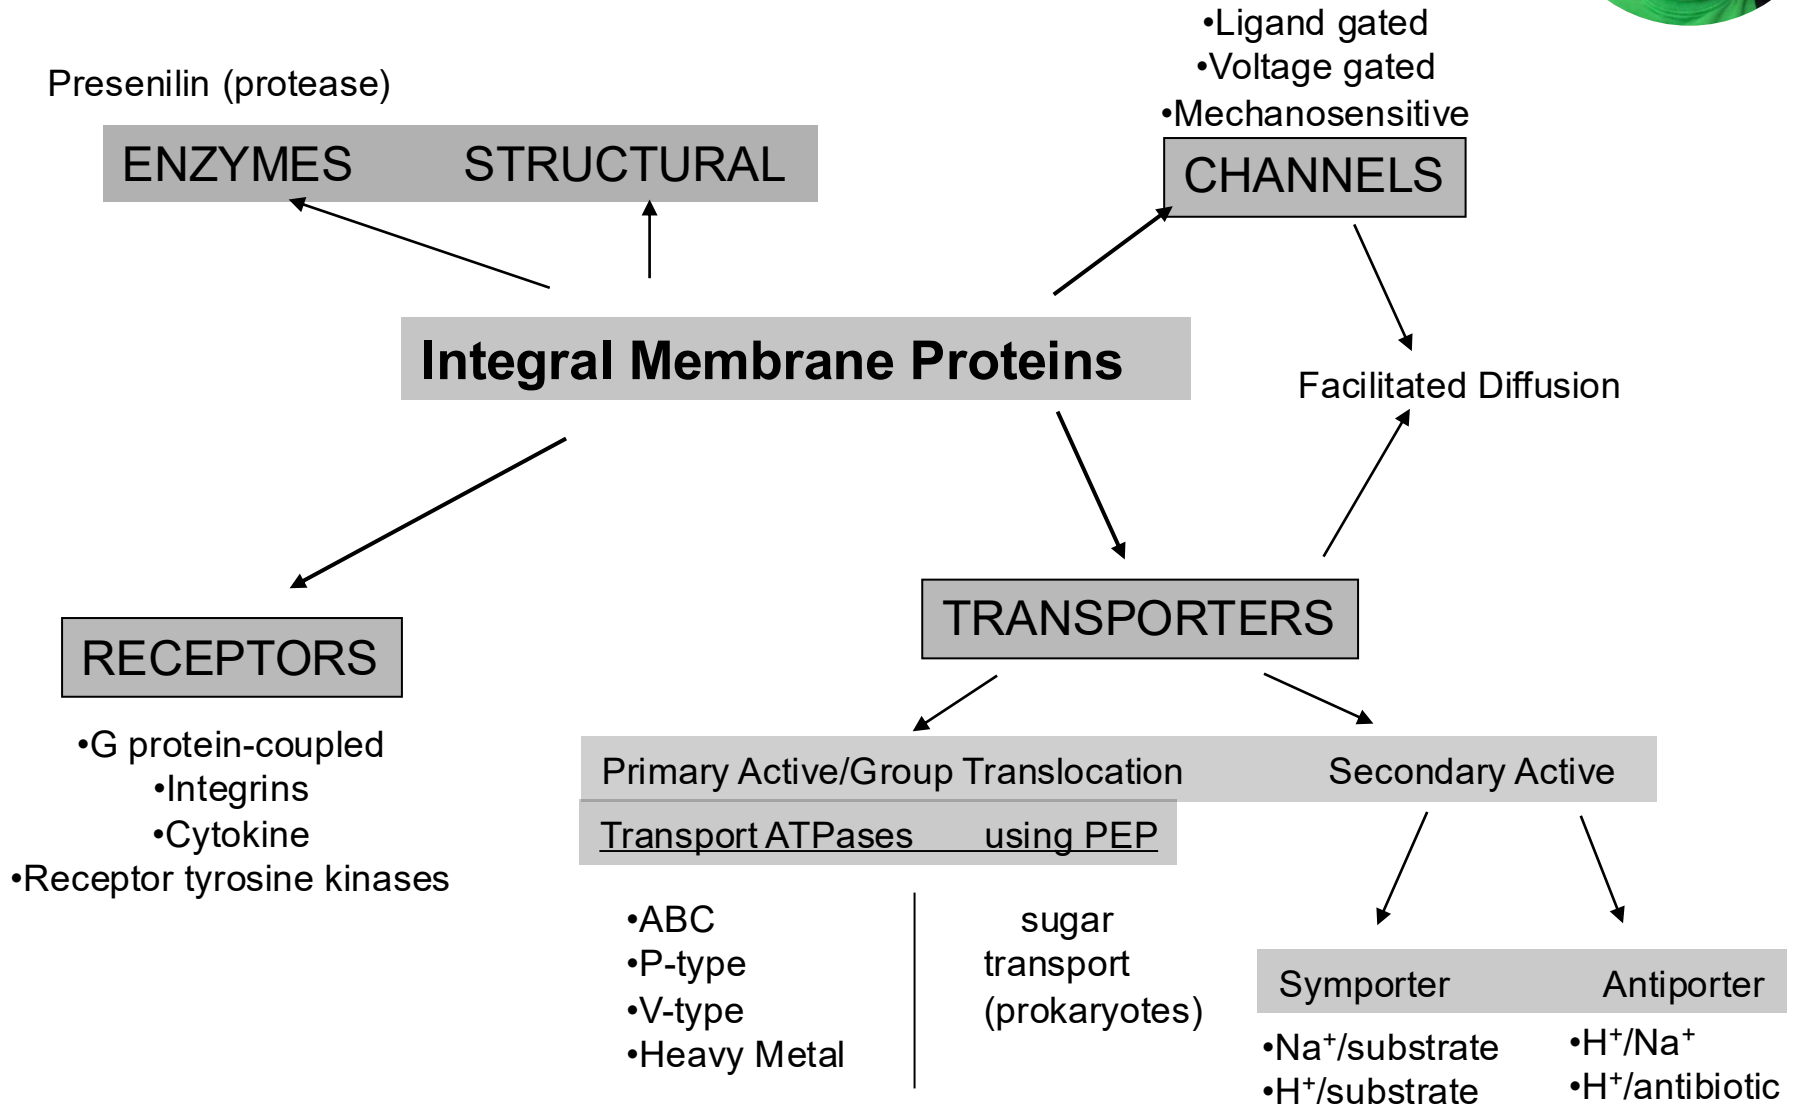 •Ligand gated
•Voltage gated
•Mechanosensitive
CHANNELS
Presenilin (protease)
ENZYMES STRUCTURAL
Integral Membrane Proteins
Facilitated Diffusion
RECEPTORS
•G protein-coupled
•Integrins
•Cytokine
•Receptor tyrosine kinases
TRANSPORTERS
Primary Active/Group Translocation Secondary Active
Transport ATPases using PEP
•ABC
•P-type
•V-type
•Heavy Metal
sugar
transport
(prokaryotes)
Symporter Antiporter
•Na⁺/substrate
•H⁺/substrate
•H⁺/Na⁺
•H⁺/antibiotic